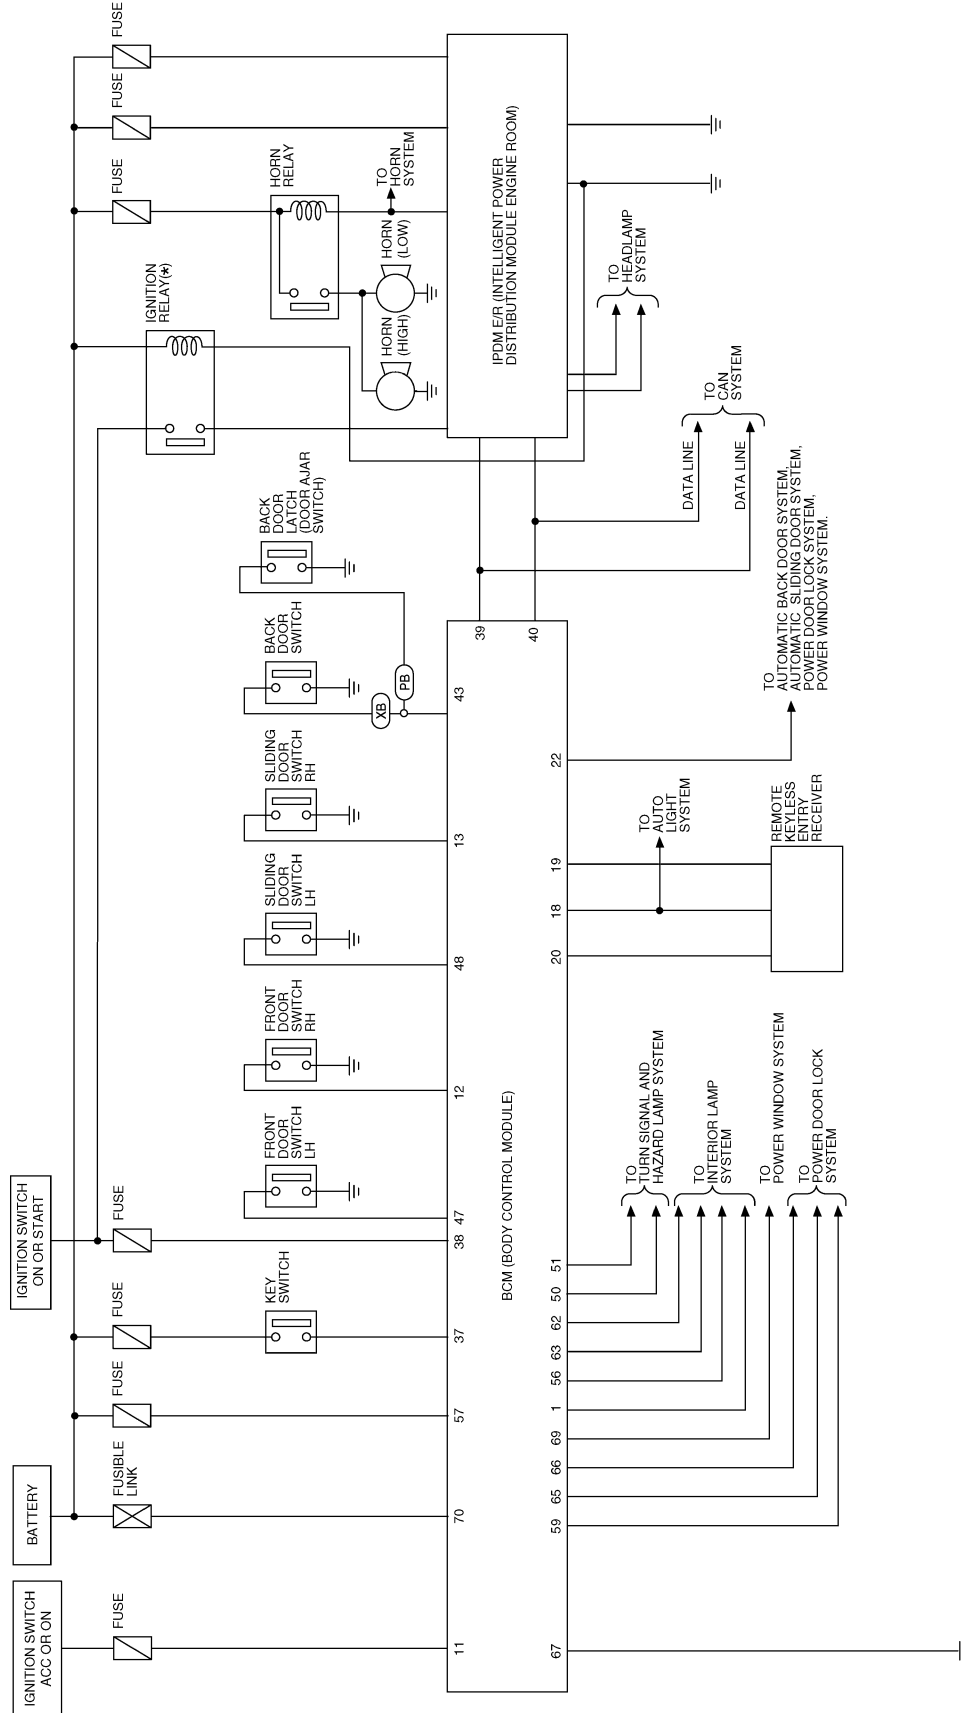 IGNITION SWITCH
ACC OR ON
FUSE
11
BATTERY
FUSIBLE
LINK
70
FUSE
57
FUSE
KEY
SWITCH
37
IGNITION SWITCH
ON OR START
FUSE
38
47
FRONT
DOOR
SWITCH
LH
12
FRONT
DOOR
SWITCH
RH
48
SLIDING
DOOR
SWITCH
LH
13
SLIDING
DOOR
SWITCH
RH
43
BACK
DOOR
SWITCH
XB
PB
BACK
DOOR
LATCH
(DOOR AJAR
SWITCH)
IGNITION
RELAY(*)
FUSE
HORN
RELAY
HORN
(HIGH)
HORN
(LOW)
TO
HORN
SYSTEM
FUSE
FUSE
BCM (BODY CONTROL MODULE)
39
40
IPDM E/R (INTELLIGENT POWER
DISTRIBUTION MODULE ENGINE ROOM)
67
59
65
66
69
1
56
63
62
50
51
TO
TURN SIGNAL AND
HAZARD LAMP SYSTEM
TO
INTERIOR LAMP
SYSTEM
TO
POWER WINDOW SYSTEM
TO
POWER DOOR LOCK
SYSTEM
20
18
19
TO
AUTO
LIGHT
SYSTEM
REMOTE
KEYLESS
ENTRY
RECEIVER
22
TO
AUTOMATIC BACK DOOR SYSTEM,
AUTOMATIC SLIDING DOOR SYSTEM,
POWER DOOR LOCK SYSTEM,
POWER WINDOW SYSTEM.
DATA LINE
DATA LINE
TO
CAN
SYSTEM
TO
HEADLAMP
SYSTEM